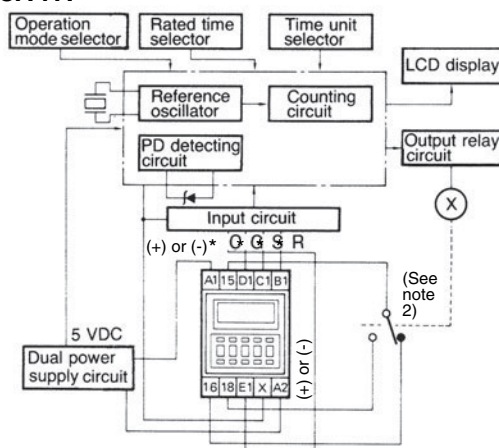 Operation
mode selector
Rated time
selector
Time unit
selector
LCD display
Reference
oscillator
Counting
circuit
PD detecting
circuit
Output relay
circuit
X
Input circuit
(+) or (-)* O G S R
A1 15 D1 C1 B1
(See
note
2)
5 VDC
Dual power
supply circuit
(+) or (-)
16 18 E1 X A2